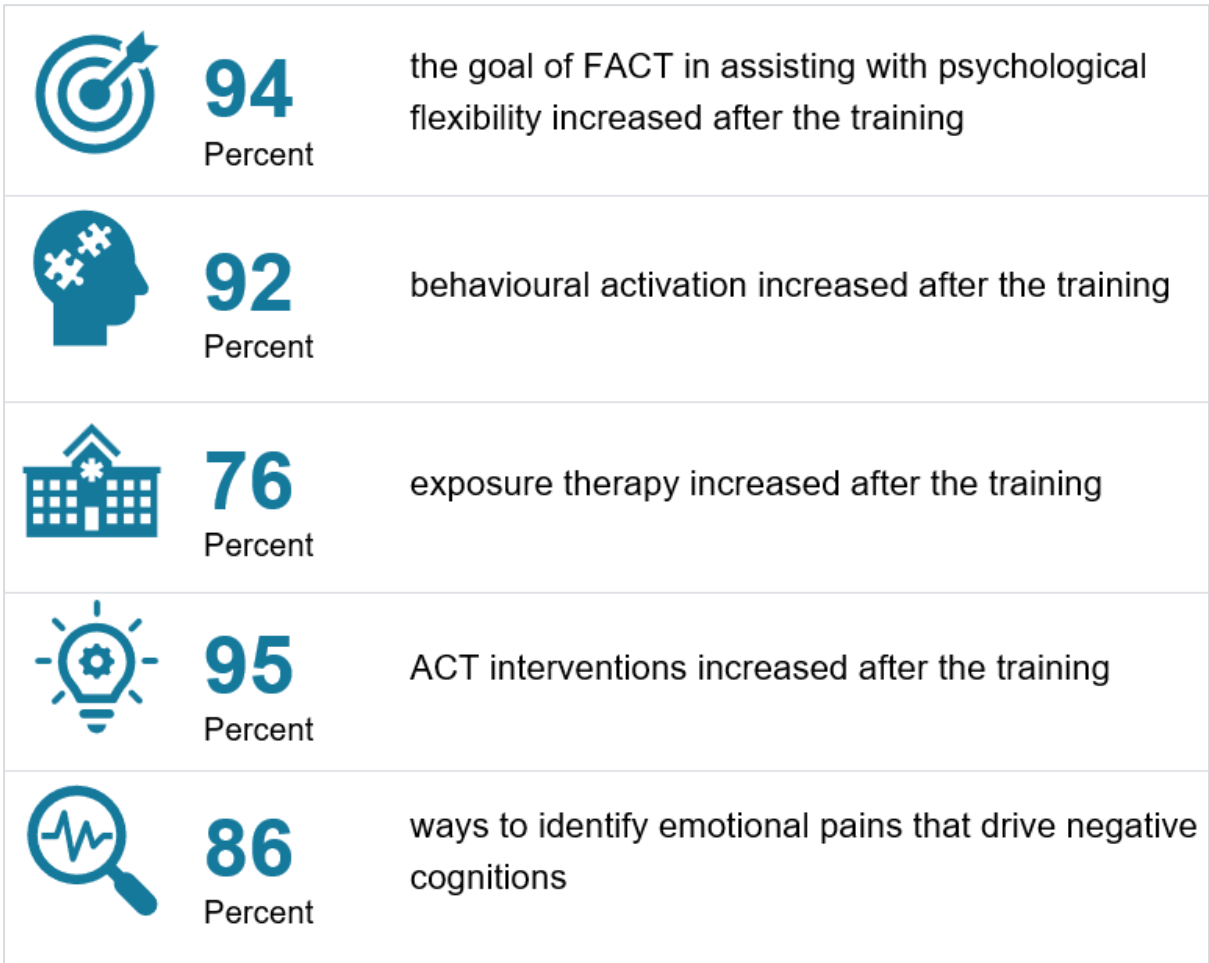 94
Percent
the goal of FACT in assisting with psychological
flexibility increased after the training
92
Percent
behavioural activation increased after the training
76
Percent
exposure therapy increased after the training
95
Percent
ACT interventions increased after the training
86
Percent
ways to identify emotional pains that drive negative
cognitions